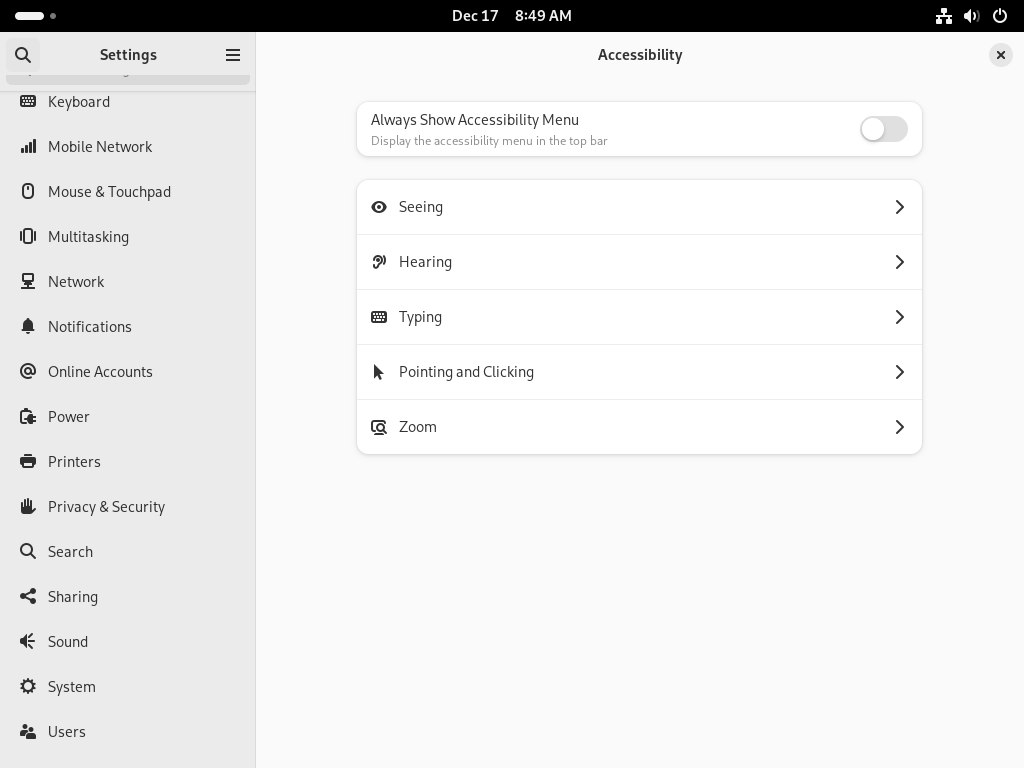 Dec 17 8:49 AM
Settings
Accessibility
Keyboard
Mobile Network
Mouse & Touchpad
Multitasking
Network
Notifications
Online Accounts
Power
Printers
Privacy & Security
Search
Sharing
Sound
System
Users
Always Show Accessibility Menu
Display the accessibility menu in the top bar
Seeing
Hearing
Typing
Pointing and Clicking
Zoom